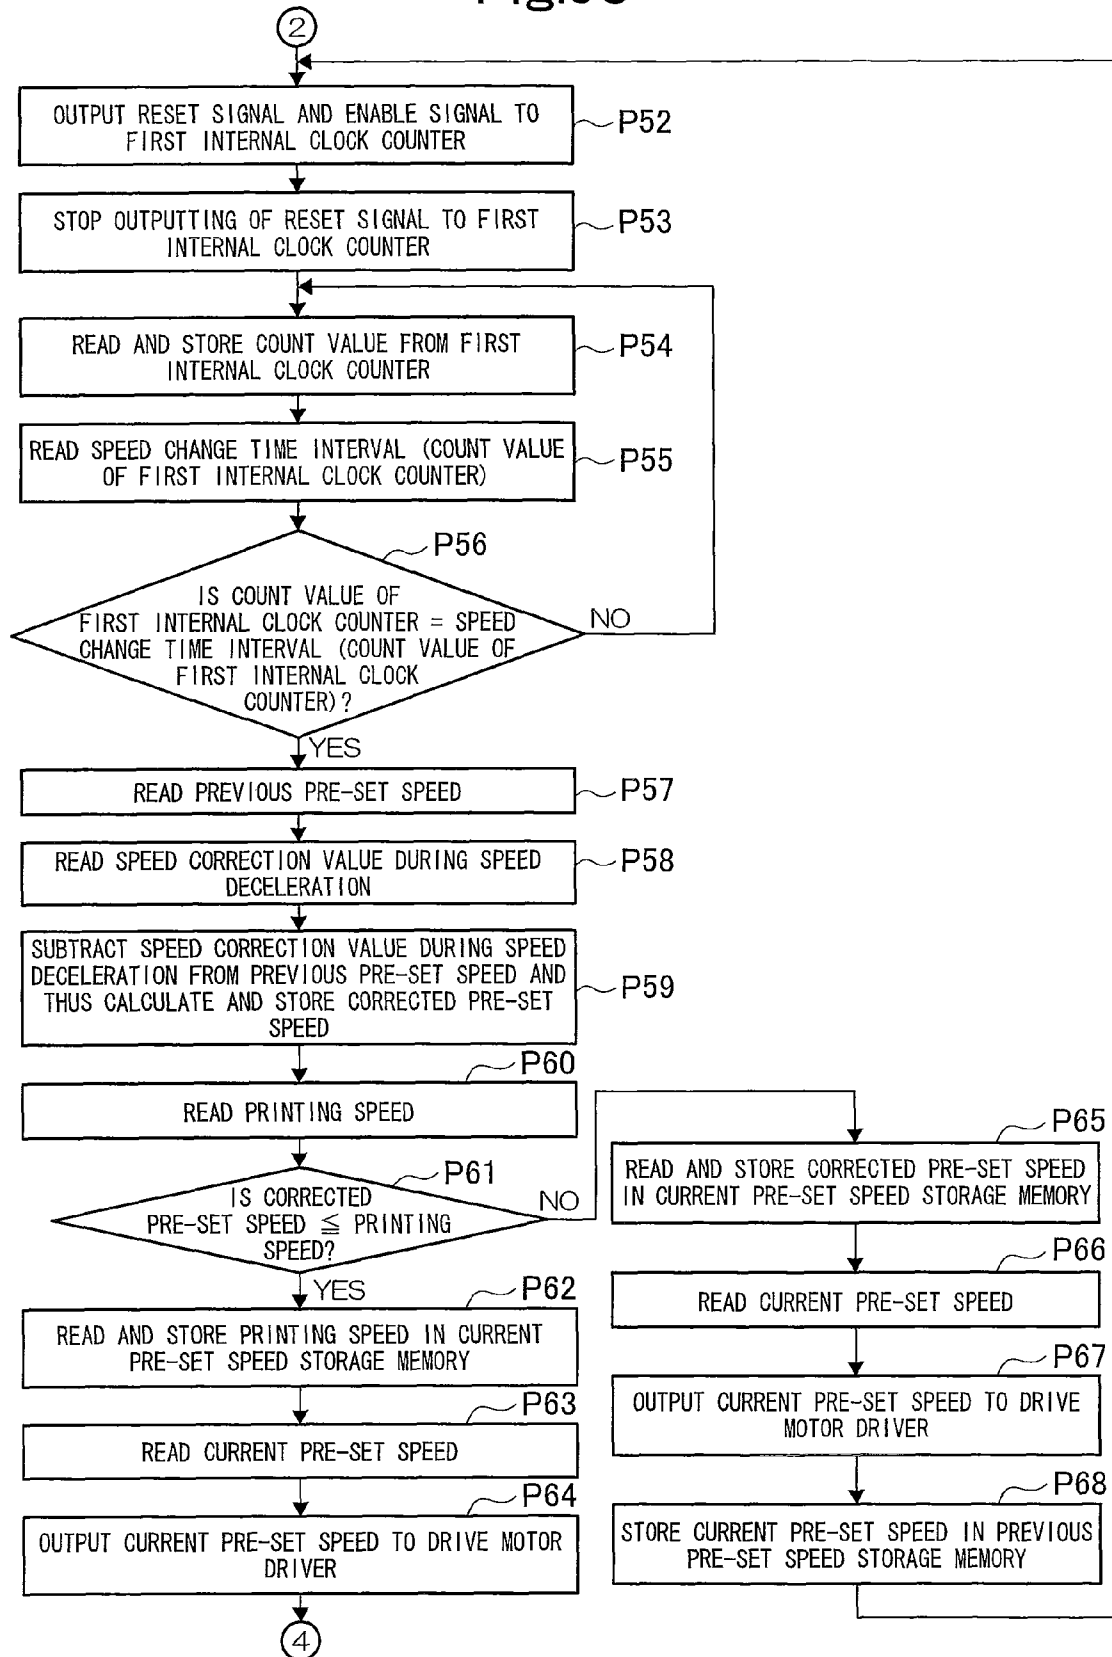 2
OUTPUT RESET SIGNAL AND ENABLE SIGNAL TO
FIRST INTERNAL CLOCK COUNTER
P52
STOP OUTPUTTING OF RESET SIGNAL TO FIRST
INTERNAL CLOCK COUNTER
P53
READ AND STORE COUNT VALUE FROM FIRST
INTERNAL CLOCK COUNTER
P54
READ SPEED CHANGE TIME INTERVAL (COUNT VALUE
OF FIRST INTERNAL CLOCK COUNTER)
P55
P56
IS COUNT VALUE OF
FIRST INTERNAL CLOCK COUNTER = SPEED
CHANGE TIME INTERVAL (COUNT VALUE OF
FIRST INTERNAL CLOCK
COUNTER)?
NO
YES
READ PREVIOUS PRE-SET SPEED
P57
READ SPEED CORRECTION VALUE DURING SPEED
DECELERATION
P58
SUBTRACT SPEED CORRECTION VALUE DURING SPEED
DECELERATION FROM PREVIOUS PRE-SET SPEED AND
THUS CALCULATE AND STORE CORRECTED PRE-SET
SPEED
P59
P60
READ PRINTING SPEED
P61
IS CORRECTED
PRE-SET SPEED ≦ PRINTING
SPEED?
NO
YES
P62
READ AND STORE PRINTING SPEED IN CURRENT
PRE-SET SPEED STORAGE MEMORY
P63
READ CURRENT PRE-SET SPEED
P64
OUTPUT CURRENT PRE-SET SPEED TO DRIVE MOTOR
DRIVER
4
P65
READ AND STORE CORRECTED PRE-SET SPEED
IN CURRENT PRE-SET SPEED STORAGE MEMORY
P66
READ CURRENT PRE-SET SPEED
P67
OUTPUT CURRENT PRE-SET SPEED TO DRIVE
MOTOR DRIVER
P68
STORE CURRENT PRE-SET SPEED IN PREVIOUS
PRE-SET SPEED STORAGE MEMORY